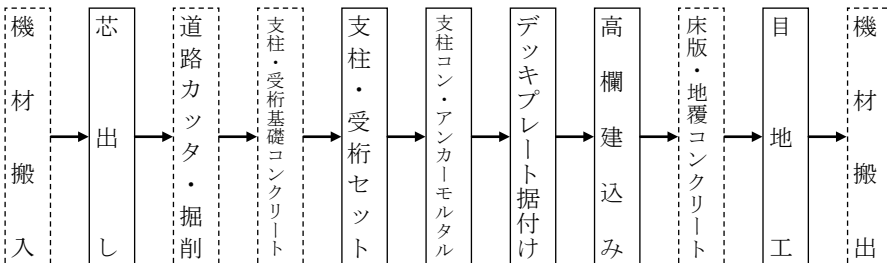 機材搬入
芯出し
道路カッタ・掘削
支柱・受桁基礎コンクリート
支柱・受桁セット
支柱コン・アンカーモルタル
デッキプレート据付け
高欄建込み
床版・地覆コンクリート
目地工
機材搬出